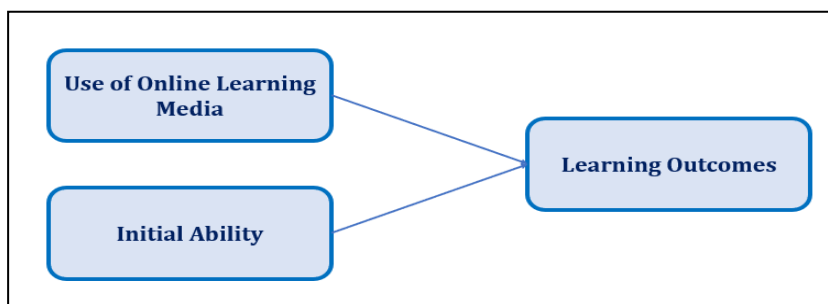 Use of Online Learning
Media
Learning Outcomes
Initial Ability